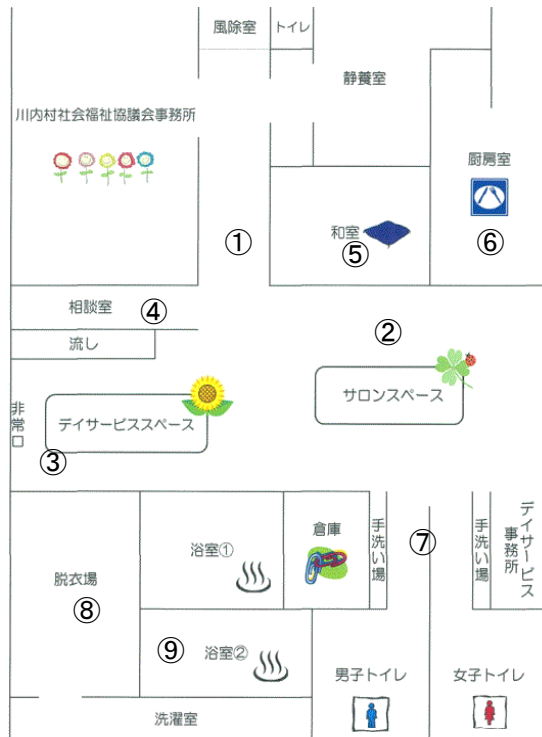 風除室
トイレ
静養室
川内村社会福祉協議会事務所
厨房室
和室
①
⑤
⑥
相談室
④
②
流し
サロンスペース
デイサービススペース
非常口
③
浴室①
倉庫
手洗い場
⑦
手洗い場
デイサービス
事務所
脱衣場
⑧
⑨
浴室②
男子トイレ
女子トイレ
洗濯室